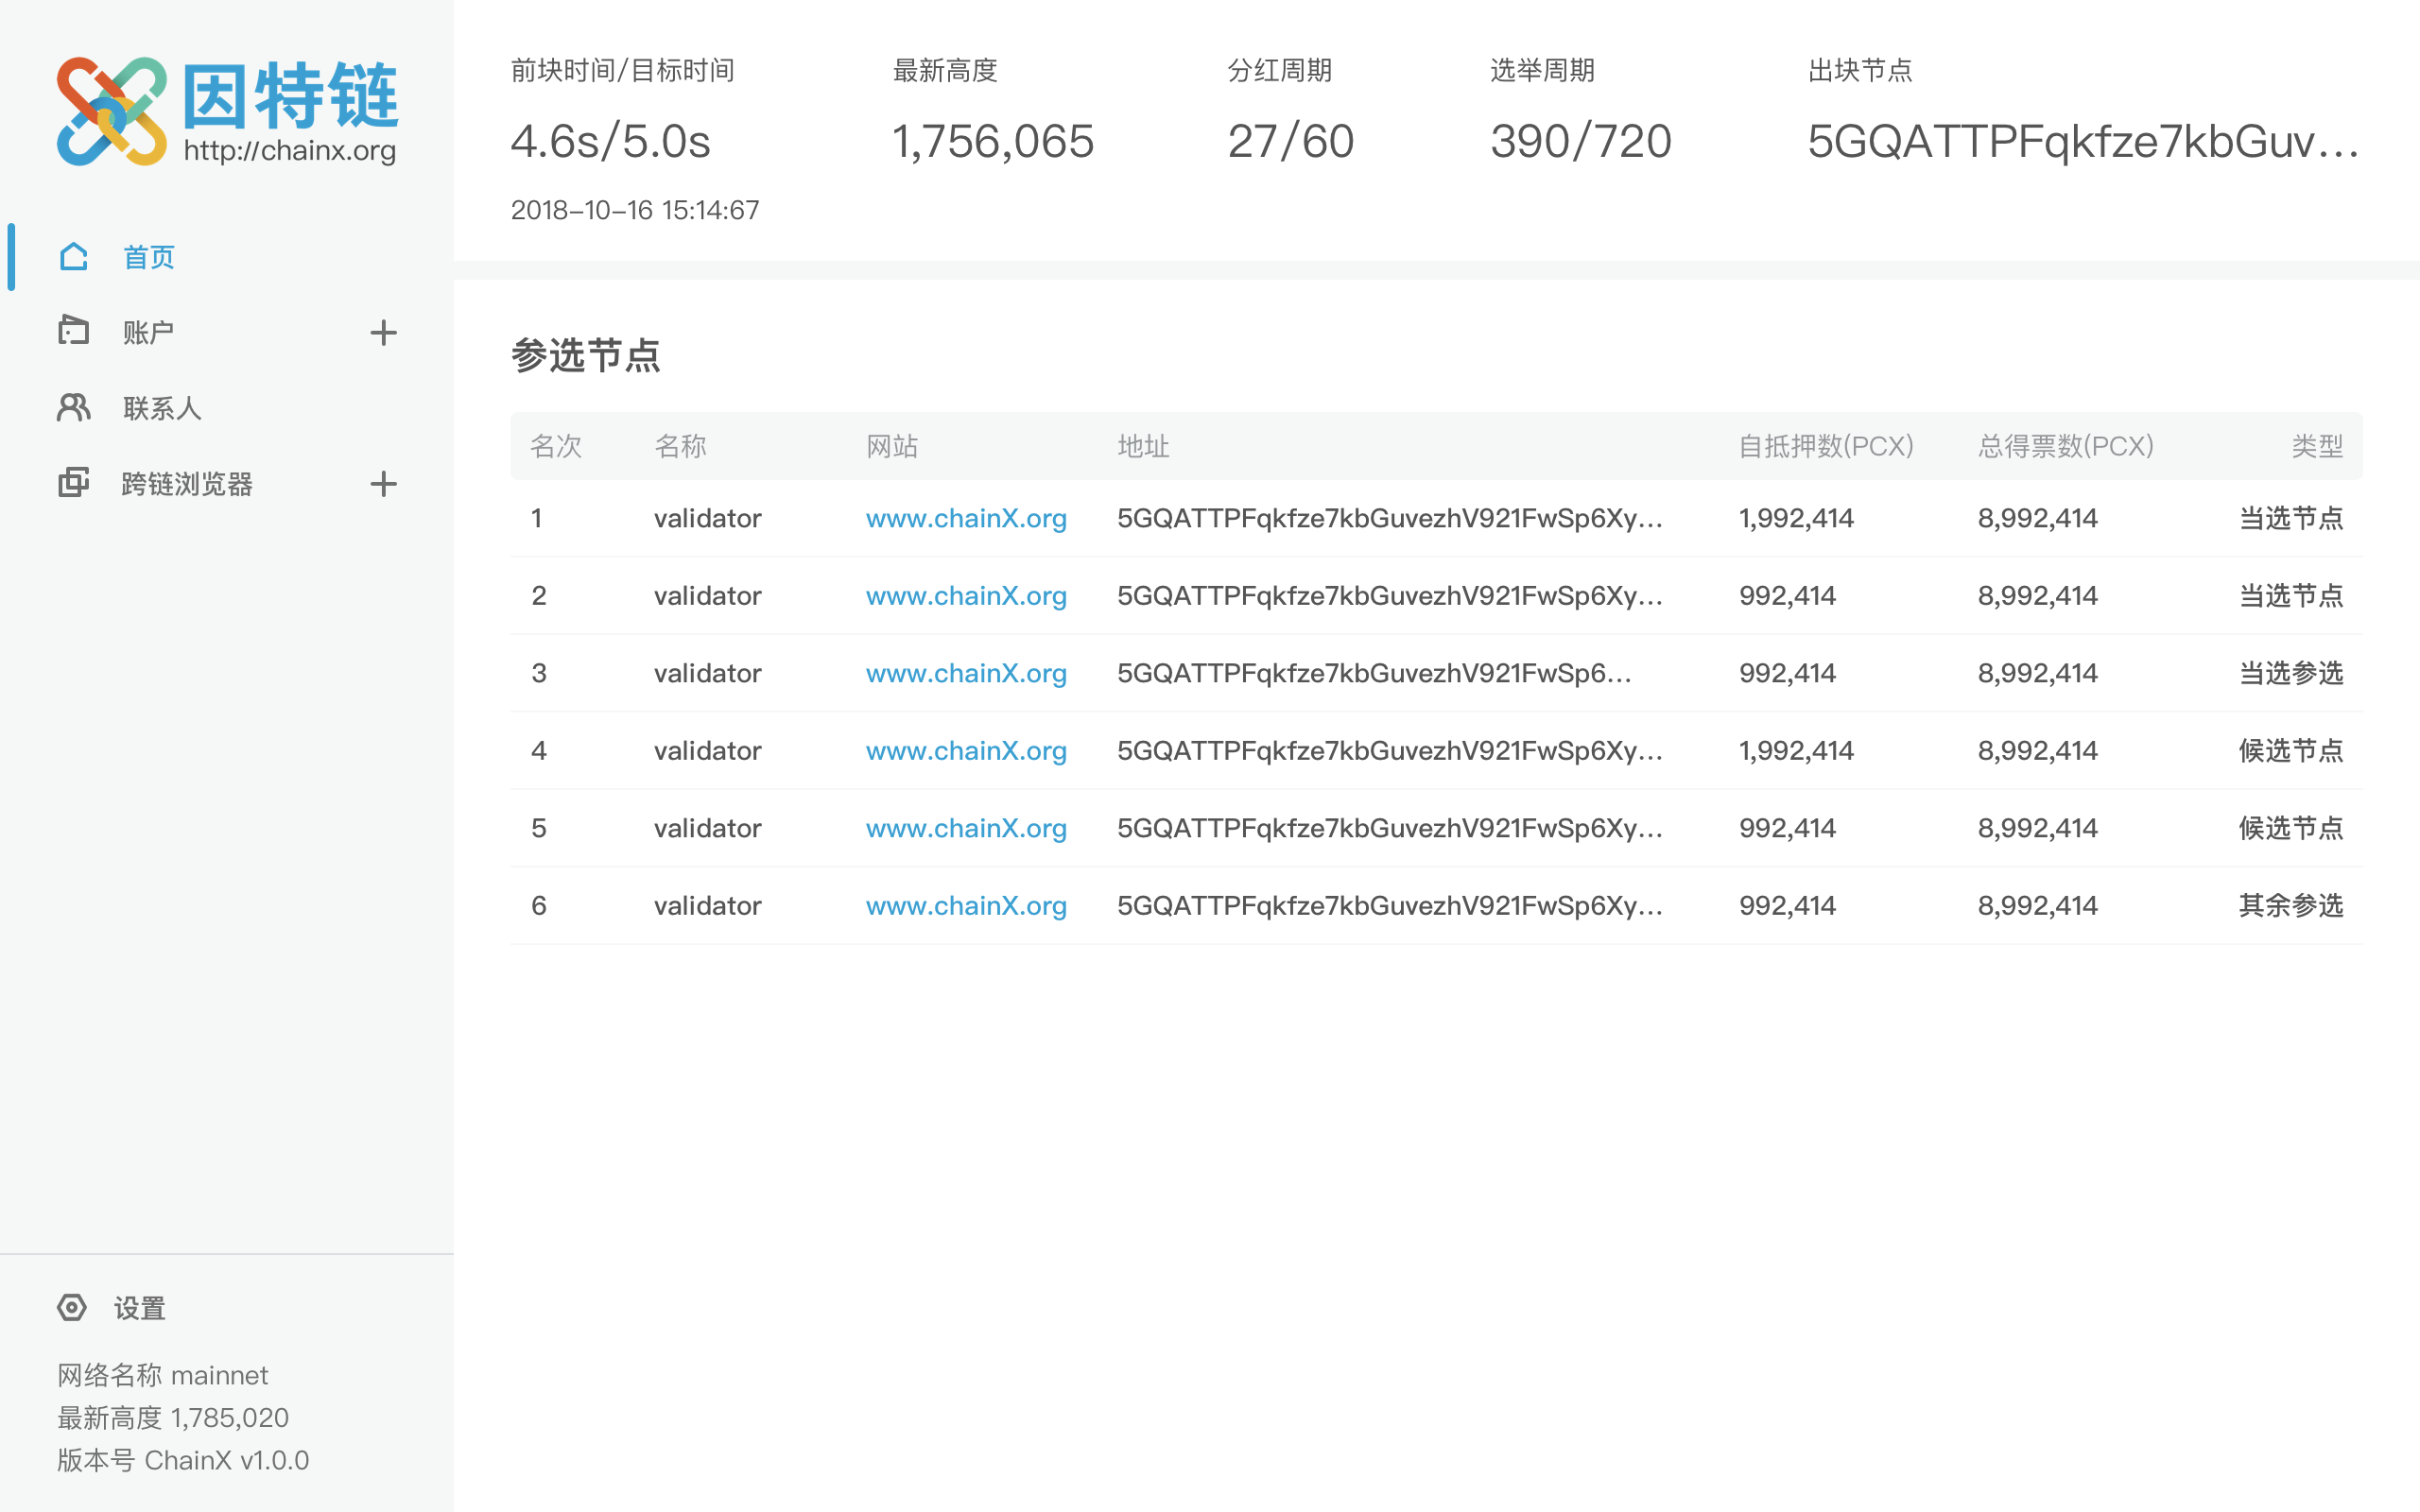 因特链
http://chainx.org
首页
账户
联系人
跨链浏览器
设置
网络名称 mainnet
最新高度 1,785,020
版本号 ChainX v1.0.0
前块时间/目标时间 最新高度 分红周期 选举周期 出块节点
4.6s/5.0s 1,756,065 27/60 390/720 5GQATTPFqkfze7kbGuv...
2018-10-16 15:14:67
参选节点
名次 名称 网站 地址 自抵押数(PCX) 总得票数(PCX) 类型
1 validator www.chainX.org 5GQATTPFqkfze7kbGuvezhV921FwSp6Xy... 1,992,414 8,992,414 当选节点
2 validator www.chainX.org 5GQATTPFqkfze7kbGuvezhV921FwSp6Xy... 992,414 8,992,414 当选节点
3 validator www.chainX.org 5GQATTPFqkfze7kbGuvezhV921FwSp6... 992,414 8,992,414 当选参选
4 validator www.chainX.org 5GQATTPFqkfze7kbGuvezhV921FwSp6Xy... 1,992,414 8,992,414 候选节点
5 validator www.chainX.org 5GQATTPFqkfze7kbGuvezhV921FwSp6Xy... 992,414 8,992,414 候选节点
6 validator www.chainX.org 5GQATTPFqkfze7kbGuvezhV921FwSp6Xy... 992,414 8,992,414 其余参选